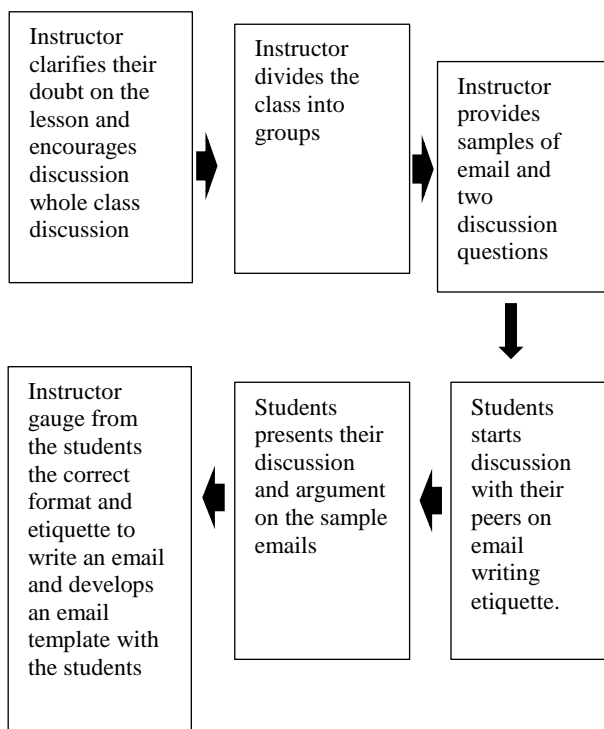 Instructor
clarifies their
doubt on the
lesson and
encourages
discussion
whole class
discussion
Instructor
divides the
class into
groups
Instructor
provides
samples of
email and
two
discussion
questions
Students
starts
discussion
with their
peers on
email
writing
etiquette.
Students
presents their
discussion
and argument
on the sample
emails
Instructor
gauge from
the students
the correct
format and
etiquette to
write an email
and develops
an email
template with
the students